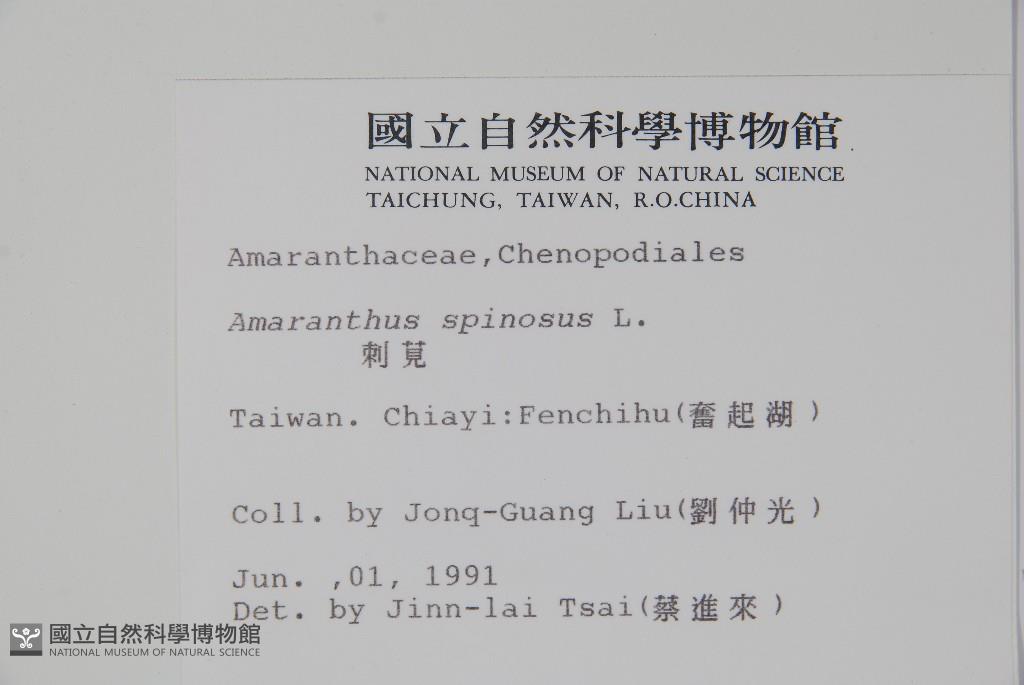 國立自然科學博物館
NATIONAL MUSEUM OF NATURAL SCIENCE
TAICHUNG, TAIWAN, R.O.CHINA
Amaranthaceae,Chenopodiales
Amaranthus spinosus L.
刺莧
Taiwan. Chiayi:Fenchihu(奮起湖)
Coll. by Jonq-Guang Liu(劉仲光)
Jun. ,01, 1991
Det. by Jinn-lai Tsai(蔡進來)
國立自然科學博物館
NATIONAL MUSEUM OF NATURAL SCIENCE